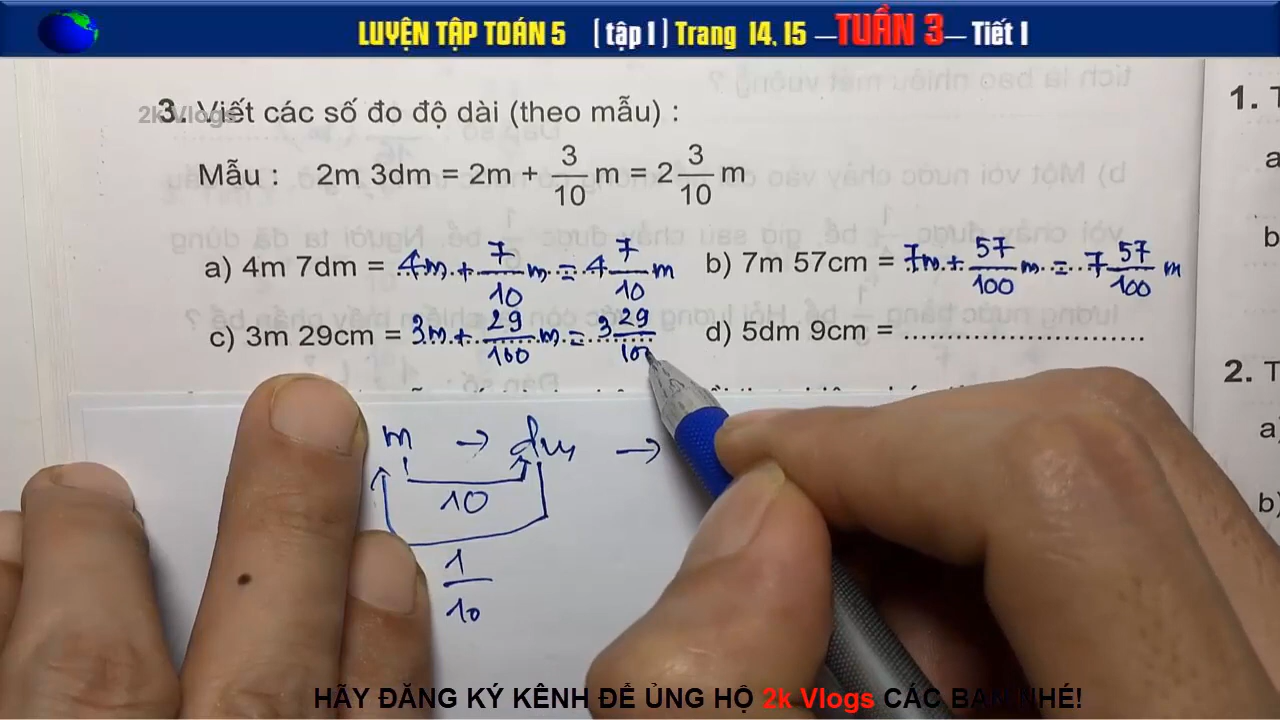 LUYỆN TẬP TOÁN 5 [ tập 1 ] Trang 14, 15 —TUẦN 3— Tiết 1
2k Vlogs
3. Viết các số đo độ dài (theo mẫu) :
Mẫu : 2m 3dm = 2m + 3/10 m = 2 3/10 m
a) 4m 7dm = 4m + 7/10 m = 4 7/10 m
b) 7m 57cm = 7m + 57/100 m = 7 57/100 m
c) 3m 29cm = 3m + 29/100 m = 3 29/100
d) 5dm 9cm = ............................
m → dm →
10
1/10
1. T
a
b
2. T
a)
b)
HÃY ĐĂNG KÝ KÊNH ĐỂ ỦNG HỘ 2k Vlogs CÁC BẠN NHÉ!